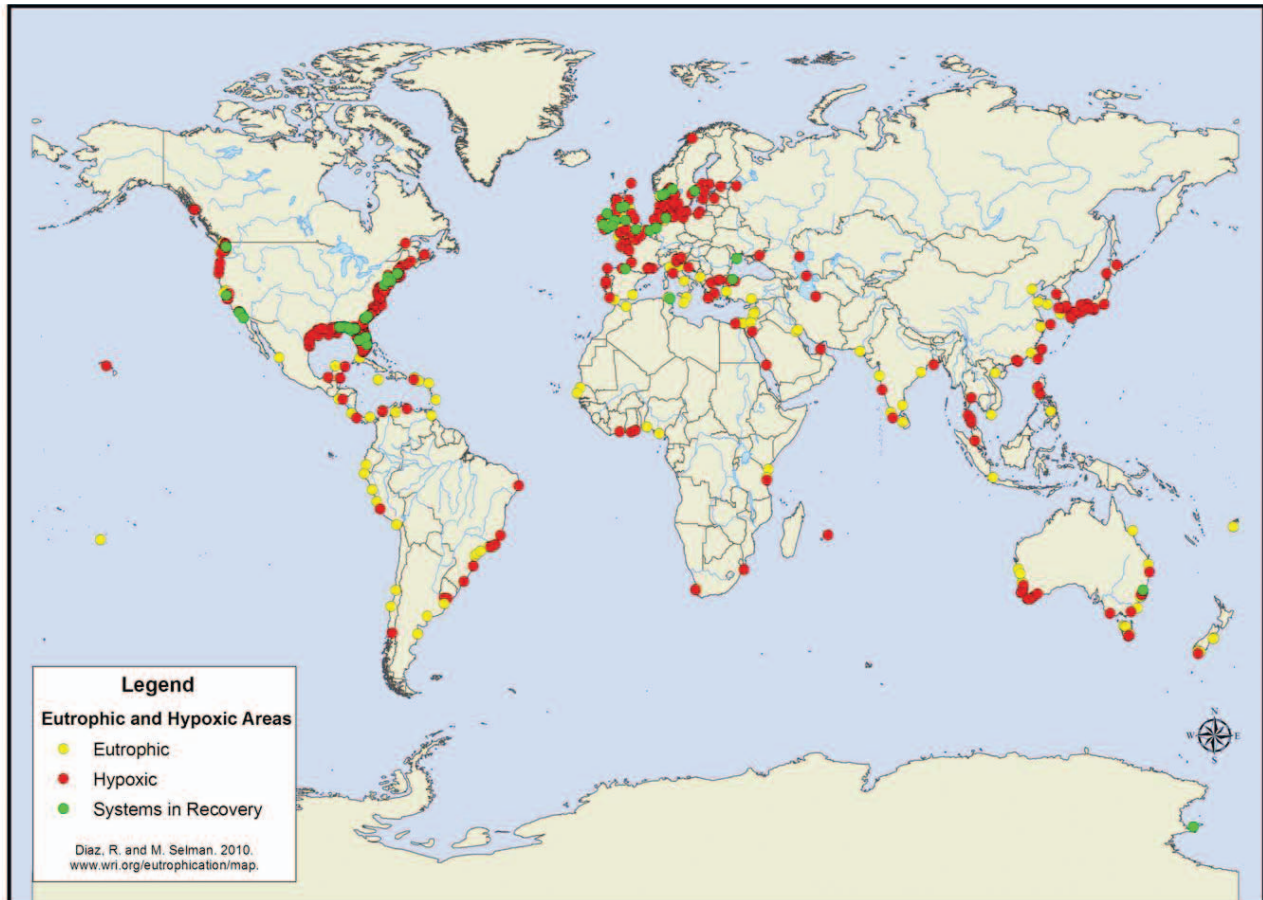 Legend
Eutrophic and Hypoxic Areas
Eutrophic
Hypoxic
Systems in Recovery
Diaz, R. and M. Selman. 2010.
www.wri.org/eutrophication/map.
N
W E
S